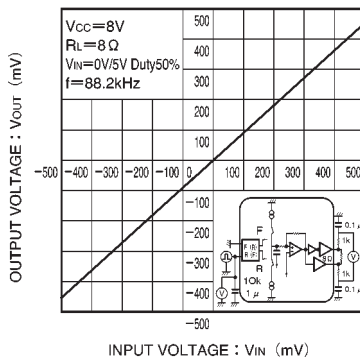 500
Vcc=8V
RL=8Ω
VIN=0V/5V Duty50%
f=88.2kHz
400
300
200
100
−500 −400 −300 −200 −100 0 100 200 300 400 500
−100
−200
−300
−400
−500
F
R
10k
1μ
0.1μ
1k
8Ω
V
1k
0.1μ
V
OUTPUT VOLTAGE : VOUT (mV)
INPUT VOLTAGE : VIN (mV)